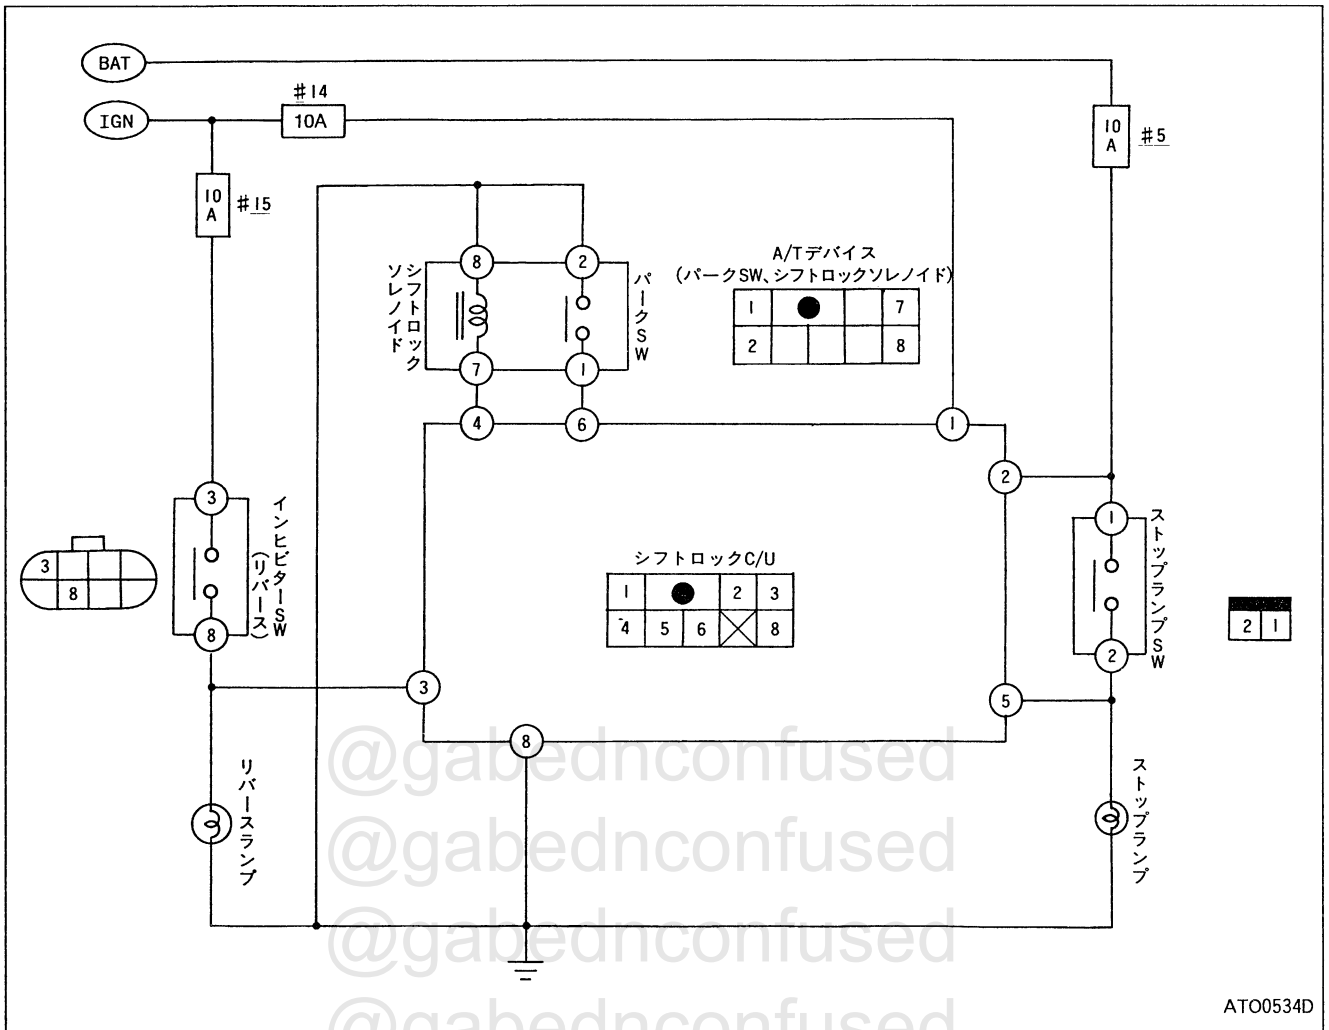 BAT
#14
IGN
10A
10
A
#5
10
A
#15
A/Tデバイス
(パークSW、シフトロックソレノイド)
シフトロック
ソレノイド
8
2
7
1
パークSW
1
7
2
8
4
6
1
2
3
8
インヒビターSW
(リバース)
3
8
シフトロックC/U
1
2
3
4
5
6
8
1
2
ストップランプSW
2
1
3
5
8
リバースランプ
ストップランプ
@gabednconfused
@gabednconfused
@gabednconfused
@gabednconfused
AT00534D